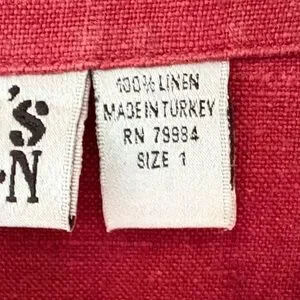 'S
-N
100% LINEN
MADE IN TURKEY
RN 79984
SIZE 1